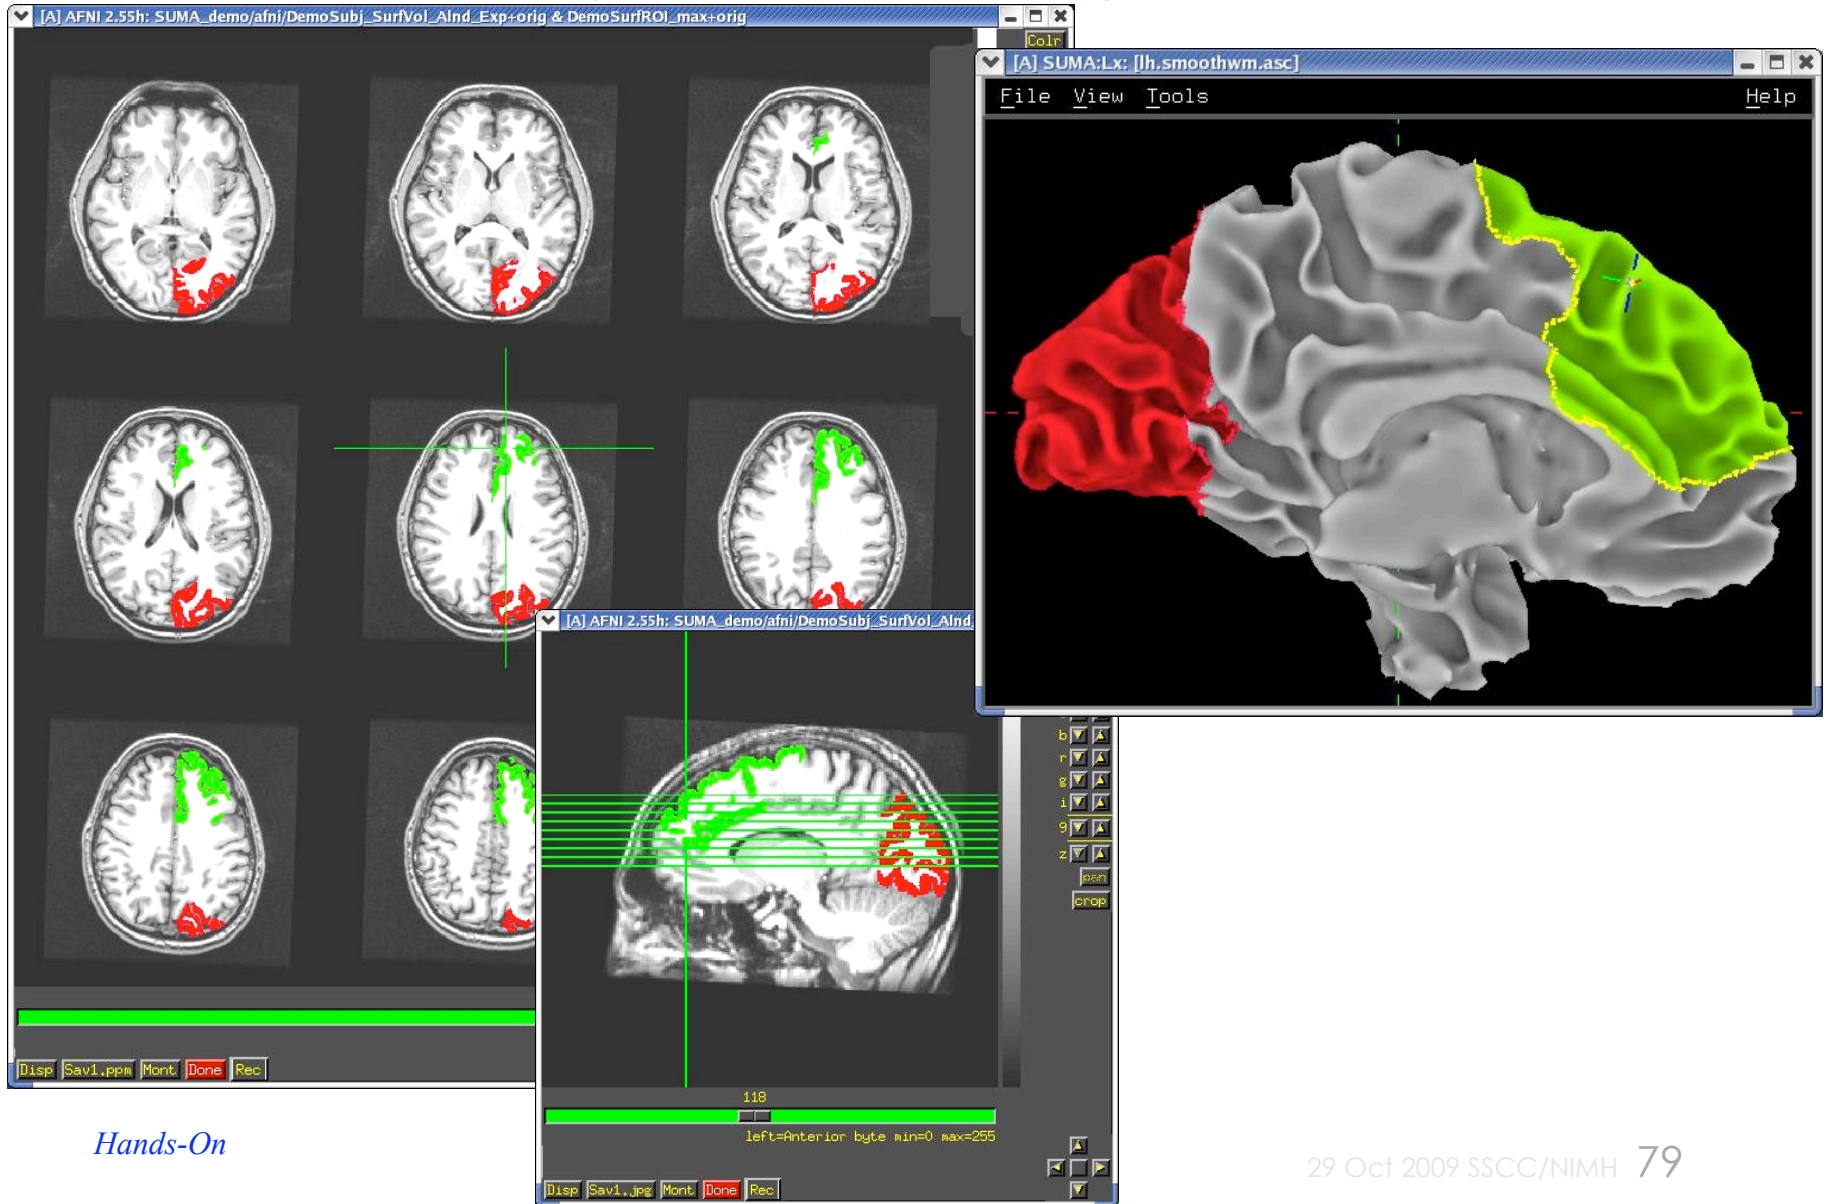 [A] AFNI 2.55h: SUMA_demo/afni/DemoSubj_SurfVol_Alnd_Exp+orig & DemoSurfROI_max+orig
Colr
[A] SUMA:Lx: [lh.smoothwm.asc]
File View Tools Help
[A] AFNI 2.55h: SUMA_demo/afni/DemoSubj_SurfVol_Alnd_
b
r
g
i
9
z
pan
crop
Disp Sav1.ppm Mont Done Rec
118
left=Anterior byte min=0 max=255
Disp Sav1.jpg Mont Done Rec
Hands-On
29 Oct 2009 SSCC/NIMH 79